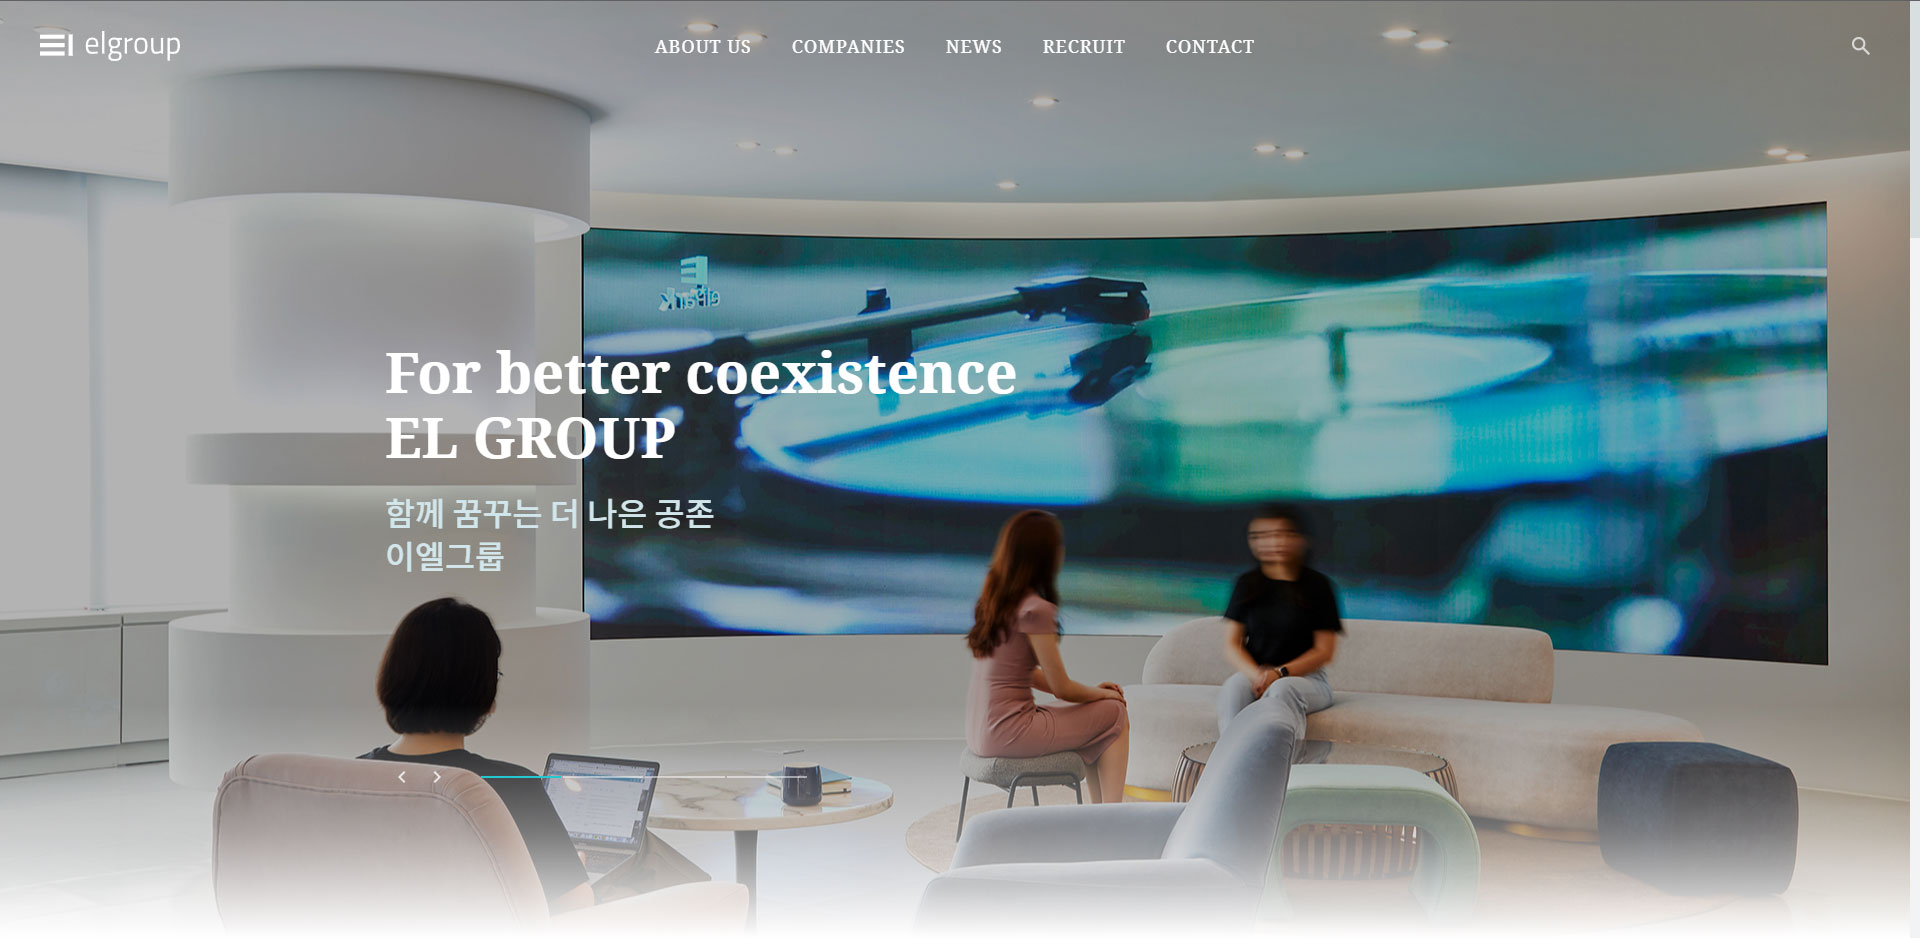 elgroup
ABOUT US
COMPANIES
NEWS
RECRUIT
CONTACT
elPark
For better coexistence
EL GROUP
함께 꿈꾸는 더 나은 공존
이엘그룹